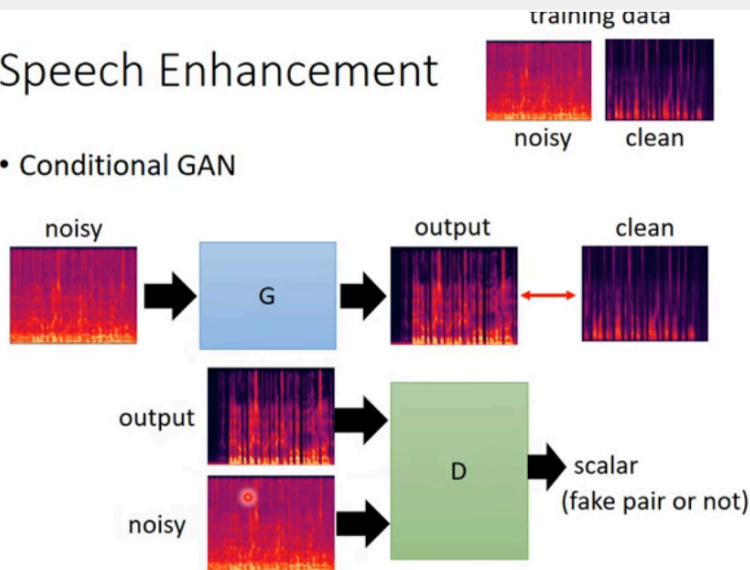 training data
Speech Enhancement
noisy clean
• Conditional GAN
noisy output clean
G
output
D
scalar
(fake pair or not)
noisy